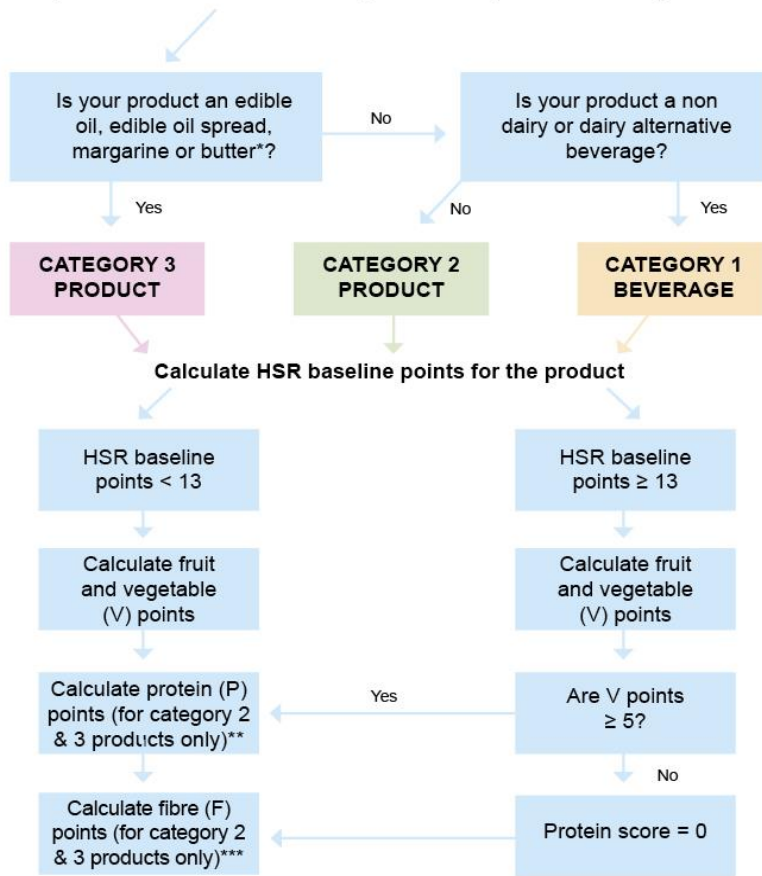 Is your product an edible
oil, edible oil spread,
margarine or butter*?
No
Is your product a non
dairy or dairy alternative
beverage?
Yes
No
Yes
CATEGORY 3
PRODUCT
CATEGORY 2
PRODUCT
CATEGORY 1
BEVERAGE
Calculate HSR baseline points for the product
HSR baseline
points < 13
HSR baseline
points ≥ 13
Calculate fruit
and vegetable
(V) points
Calculate fruit
and vegetable
(V) points
Calculate protein (P)
points (for category 2
& 3 products only)**
Yes
Are V points
≥ 5?
No
Calculate fibre (F)
points (for category 2
& 3 products only)***
Protein score = 0